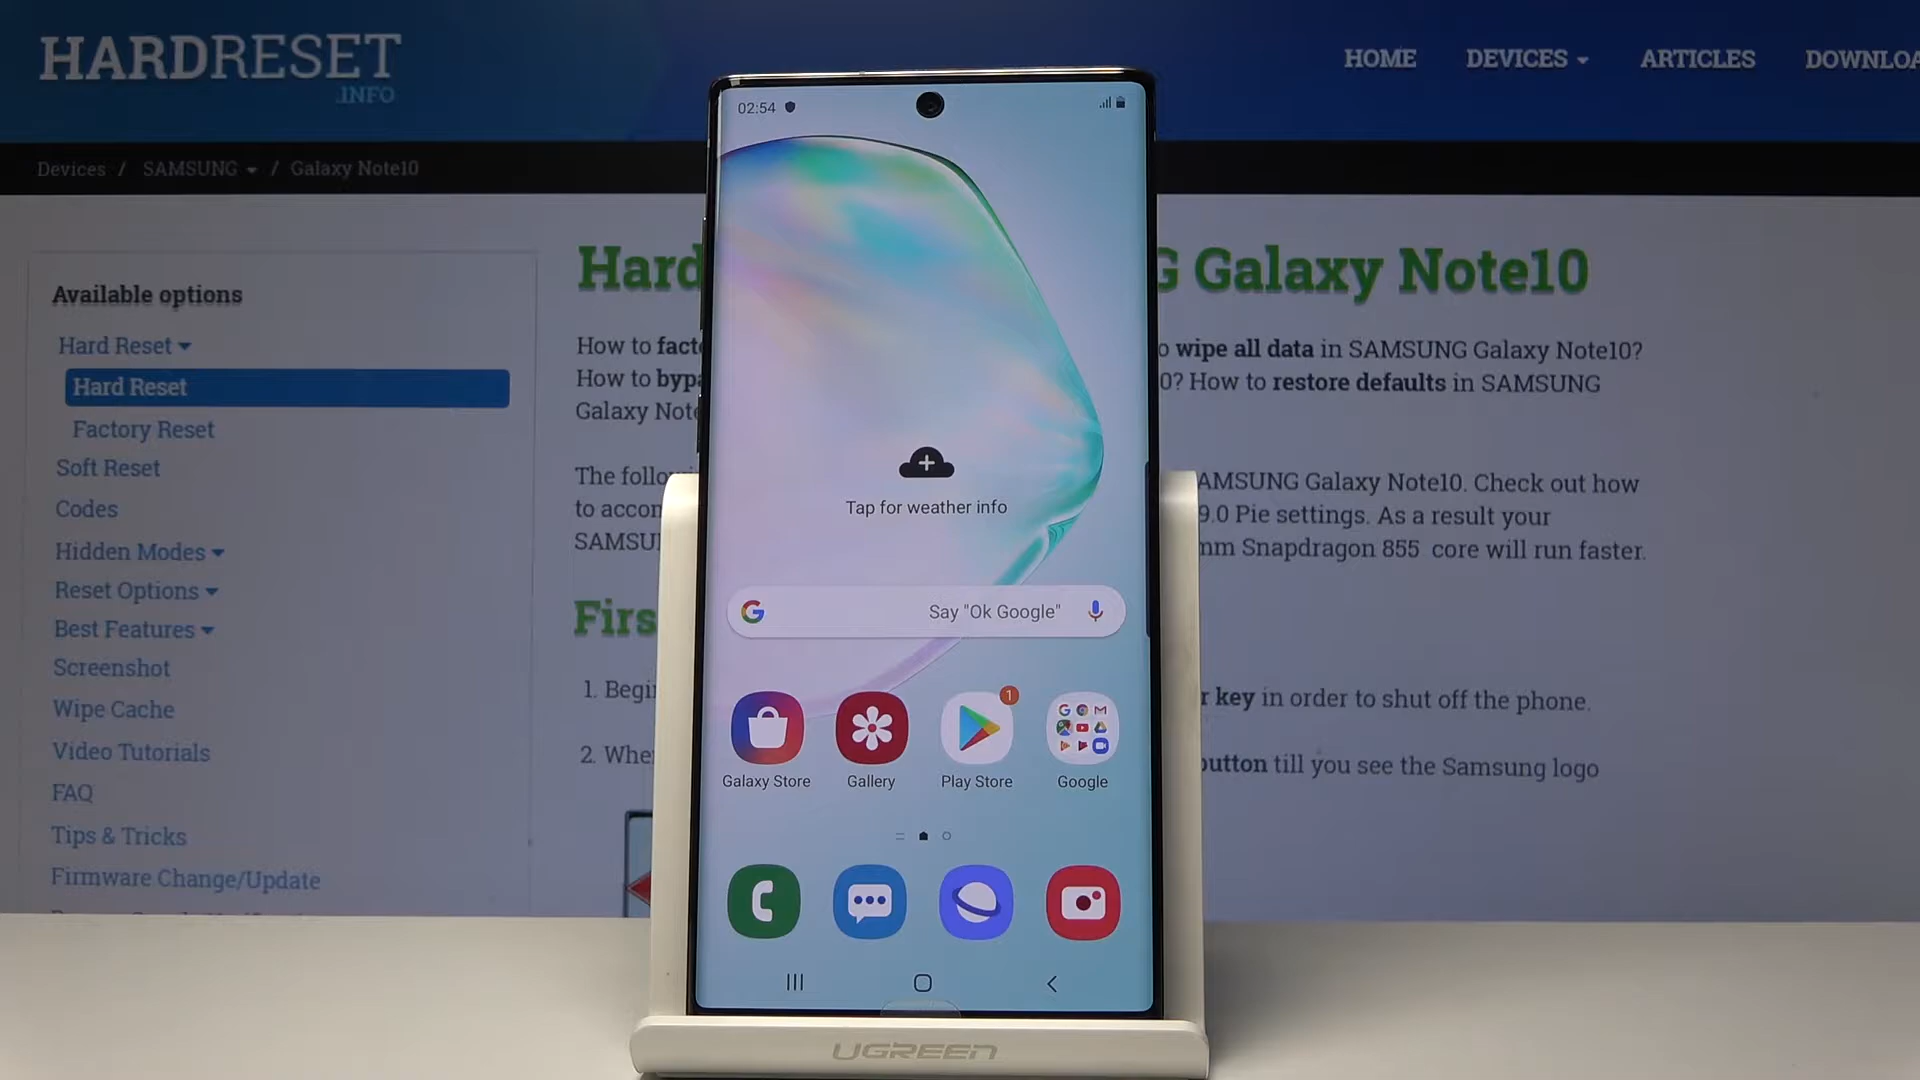 HARDRESET
.INFO
HOME DEVICES ARTICLES DOWNLOA
Devices / SAMSUNG / Galaxy Note10
Available options
Hard Reset
Hard Reset
Factory Reset
Soft Reset
Codes
Hidden Modes
Reset Options
Best Features
Screenshot
Wipe Cache
Video Tutorials
FAQ
Tips & Tricks
Firmware Change/Update
Hard G Galaxy Note10
How to fact o wipe all data in SAMSUNG Galaxy Note10?
How to bypa 0? How to restore defaults in SAMSUNG
Galaxy Note
The follo AMSUNG Galaxy Note10. Check out how
to accom 9.0 Pie settings. As a result your
SAMSU nm Snapdragon 855 core will run faster.
Firs
1. Begin r key in order to shut off the phone.
2. Whe button till you see the Samsung logo
02:54
Tap for weather info
G Say "Ok Google"
1
Galaxy Store Gallery Play Store Google
UGREEN